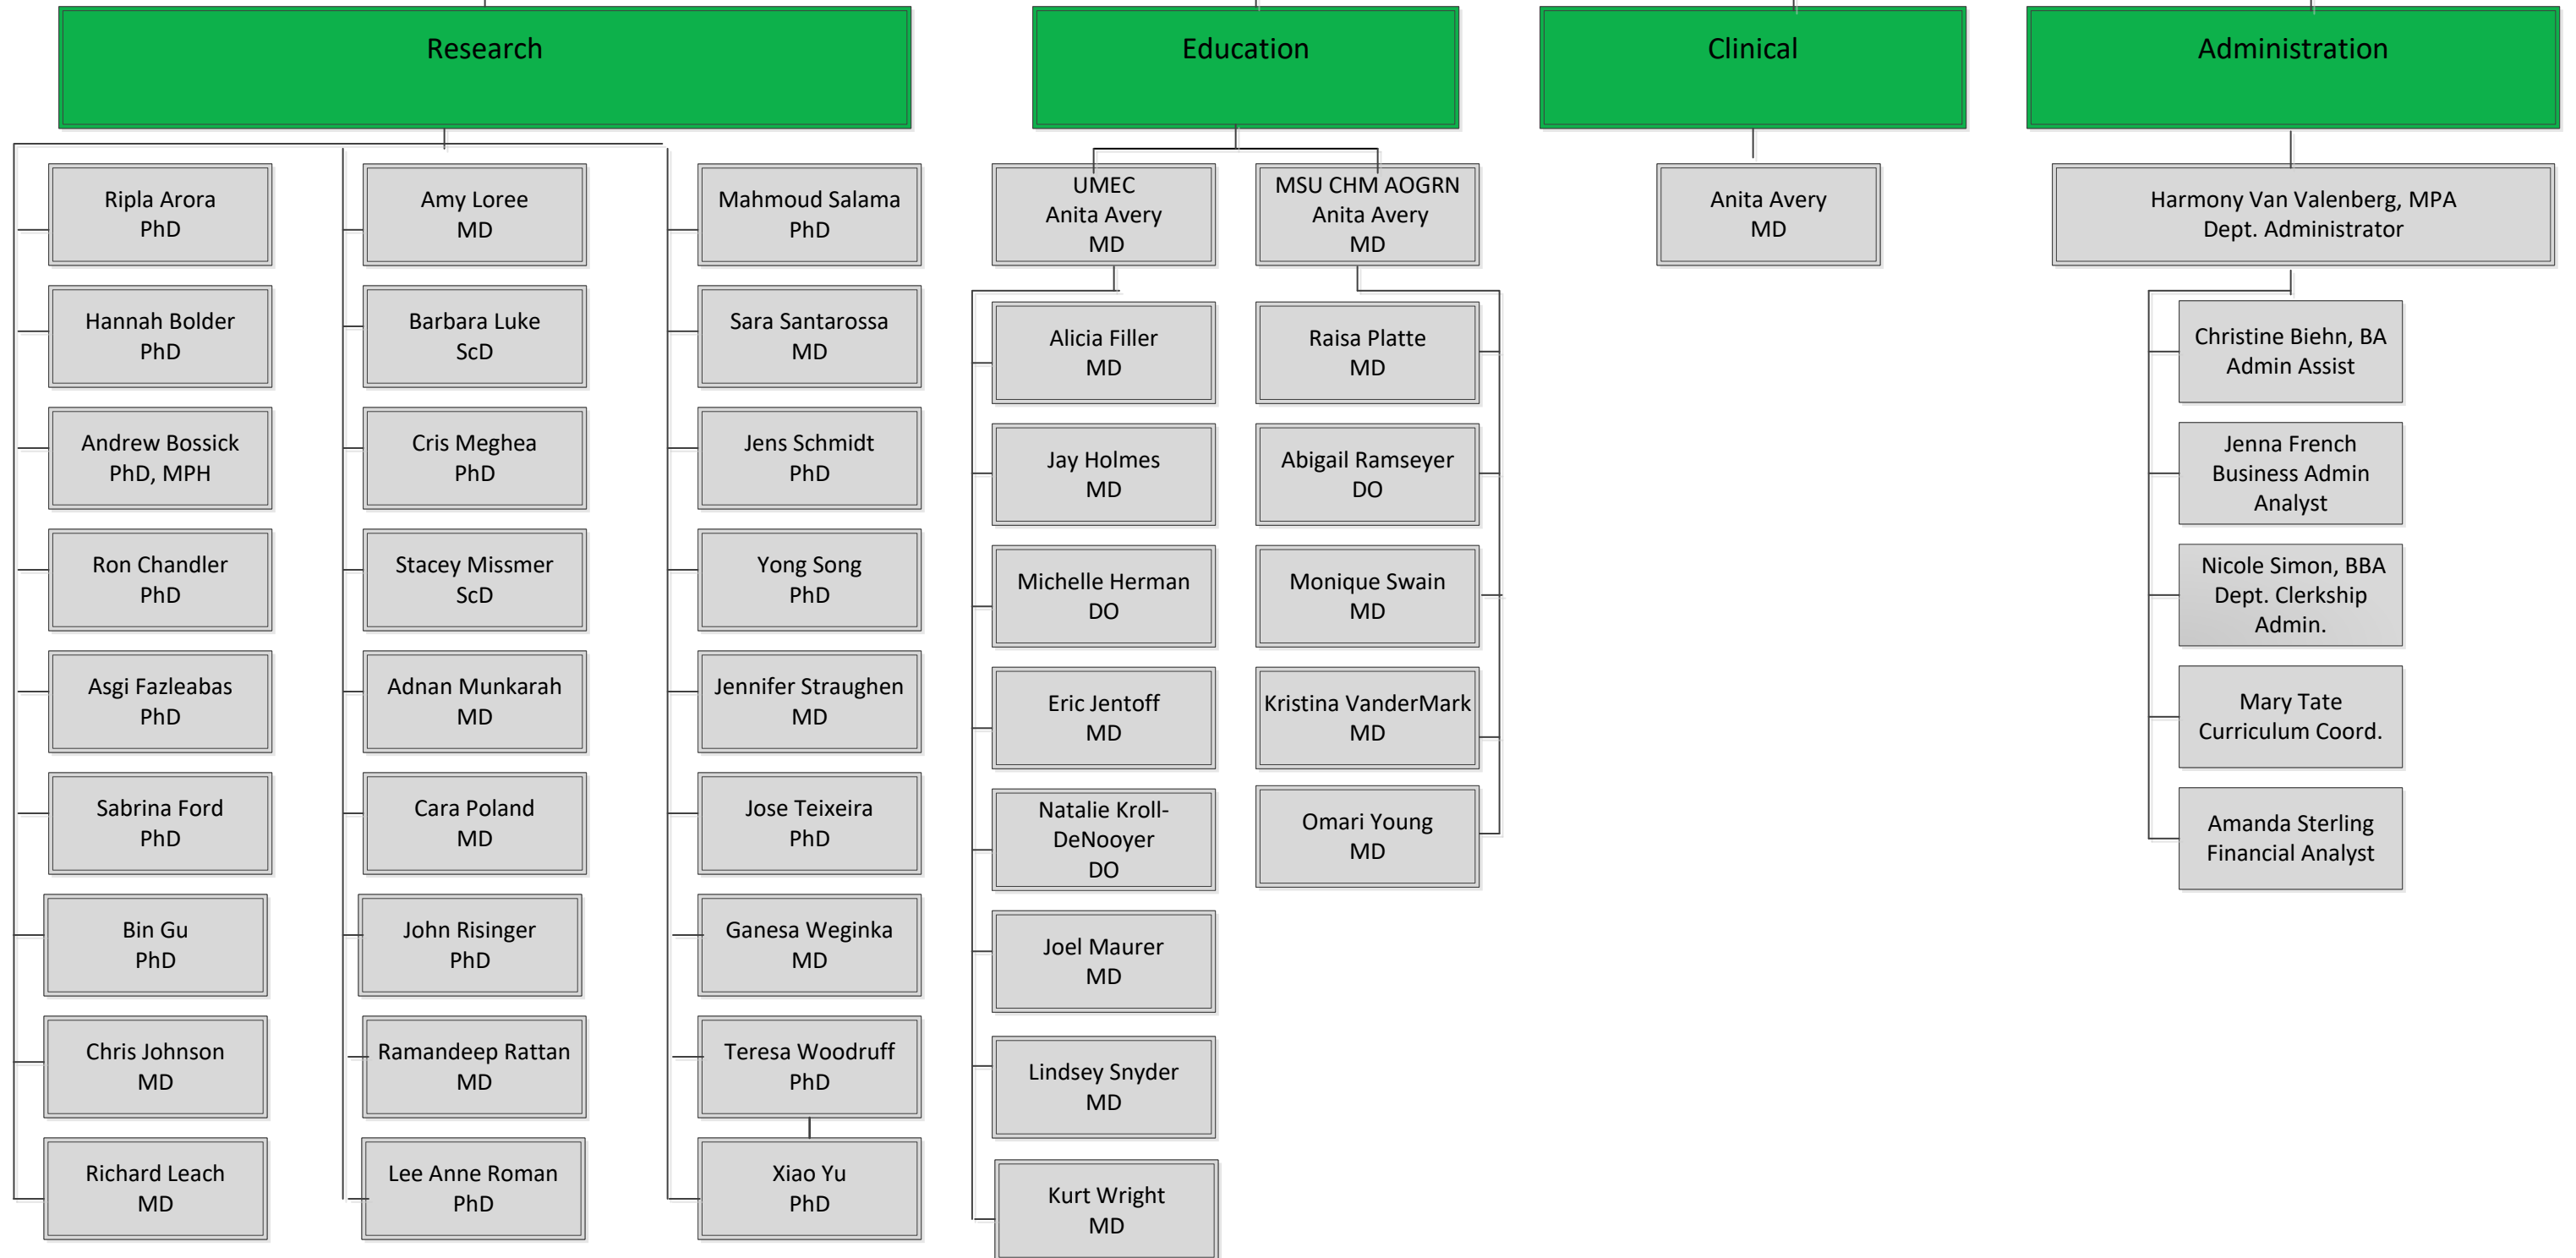 Research
Ripla Arora
PhD
Hannah Bolder
PhD
Andrew Bossick
PhD, MPH
Ron Chandler
PhD
Asgi Fazleabas
PhD
Sabrina Ford
PhD
Bin Gu
PhD
Chris Johnson
MD
Richard Leach
MD
Amy Loree
MD
Barbara Luke
ScD
Cris Meghea
PhD
Stacey Missmer
ScD
Adnan Munkarah
MD
Cara Poland
MD
John Risinger
PhD
Ramandeep Rattan
MD
Lee Anne Roman
PhD
Mahmoud Salama
PhD
Sara Santarossa
MD
Jens Schmidt
PhD
Yong Song
PhD
Jennifer Straughen
MD
Jose Teixeira
PhD
Ganesa Weginka
MD
Teresa Woodruff
PhD
Xiao Yu
PhD
Education
UMEC
Anita Avery
MD
Alicia Filler
MD
Jay Holmes
MD
Michelle Herman
DO
Eric Jentoff
MD
Natalie Kroll-
DeNooyer
DO
Joel Maurer
MD
Lindsey Snyder
MD
Kurt Wright
MD
MSU CHM AOGRN
Anita Avery
MD
Raisa Platte
MD
Abigail Ramseyer
DO
Monique Swain
MD
Kristina VanderMark
MD
Omari Young
MD
Clinical
Anita Avery
MD
Administration
Harmony Van Valenberg, MPA
Dept. Administrator
Christine Biehn, BA
Admin Assist
Jenna French
Business Admin
Analyst
Nicole Simon, BBA
Dept. Clerkship
Admin.
Mary Tate
Curriculum Coord.
Amanda Sterling
Financial Analyst